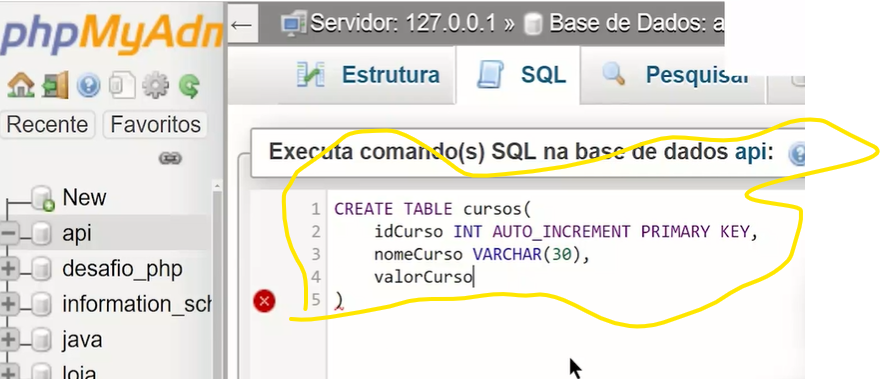 phpMyAdm
Servidor: 127.0.0.1 » Base de Dados: a
Estrutura
SQL
Pesquisar
Recente
Favoritos
Executa comando(s) SQL na base de dados api:
New
api
desafio_php
information_sch
java
loja
1 CREATE TABLE cursos(
2 idCurso INT AUTO_INCREMENT PRIMARY KEY,
3 nomeCurso VARCHAR(30),
4 valorCurso
5 )